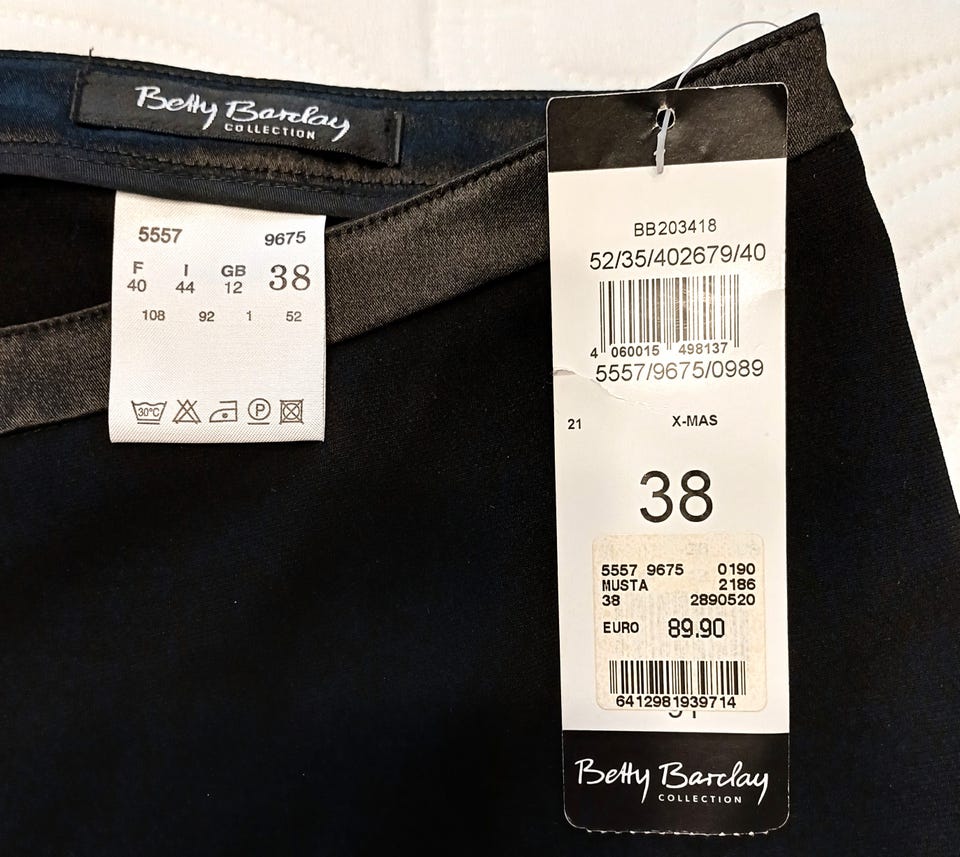 Betty Barclay
COLLECTION
5557 9675
F I GB 38
40 44 12
108 92 1 52
30°C P
BB203418
52/35/402679/40
4 060015 498137
5557/9675/0989
21 X-MAS
38
5557 9675 0190
MUSTA 2186
38 2890520
EURO 89.90
6412981939714
Betty Barclay
COLLECTION